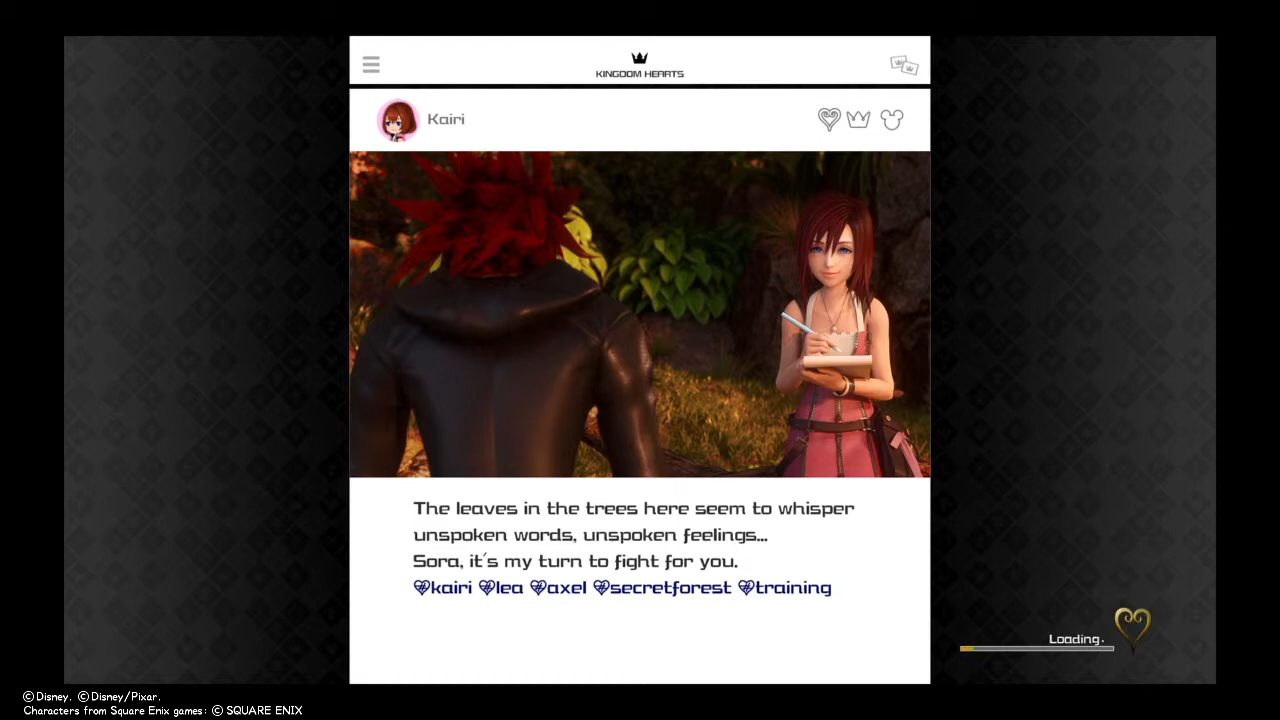 KINGDOM HEARTS
Kairi
The leaves in the trees here seem to whisper
unspoken words, unspoken feelings...
Sora, it's my turn to fight for you.
kairi lea axel secretforest training
Loading.
©Disney. ©Disney/Pixar.
Characters from Square Enix games: © SQUARE ENIX